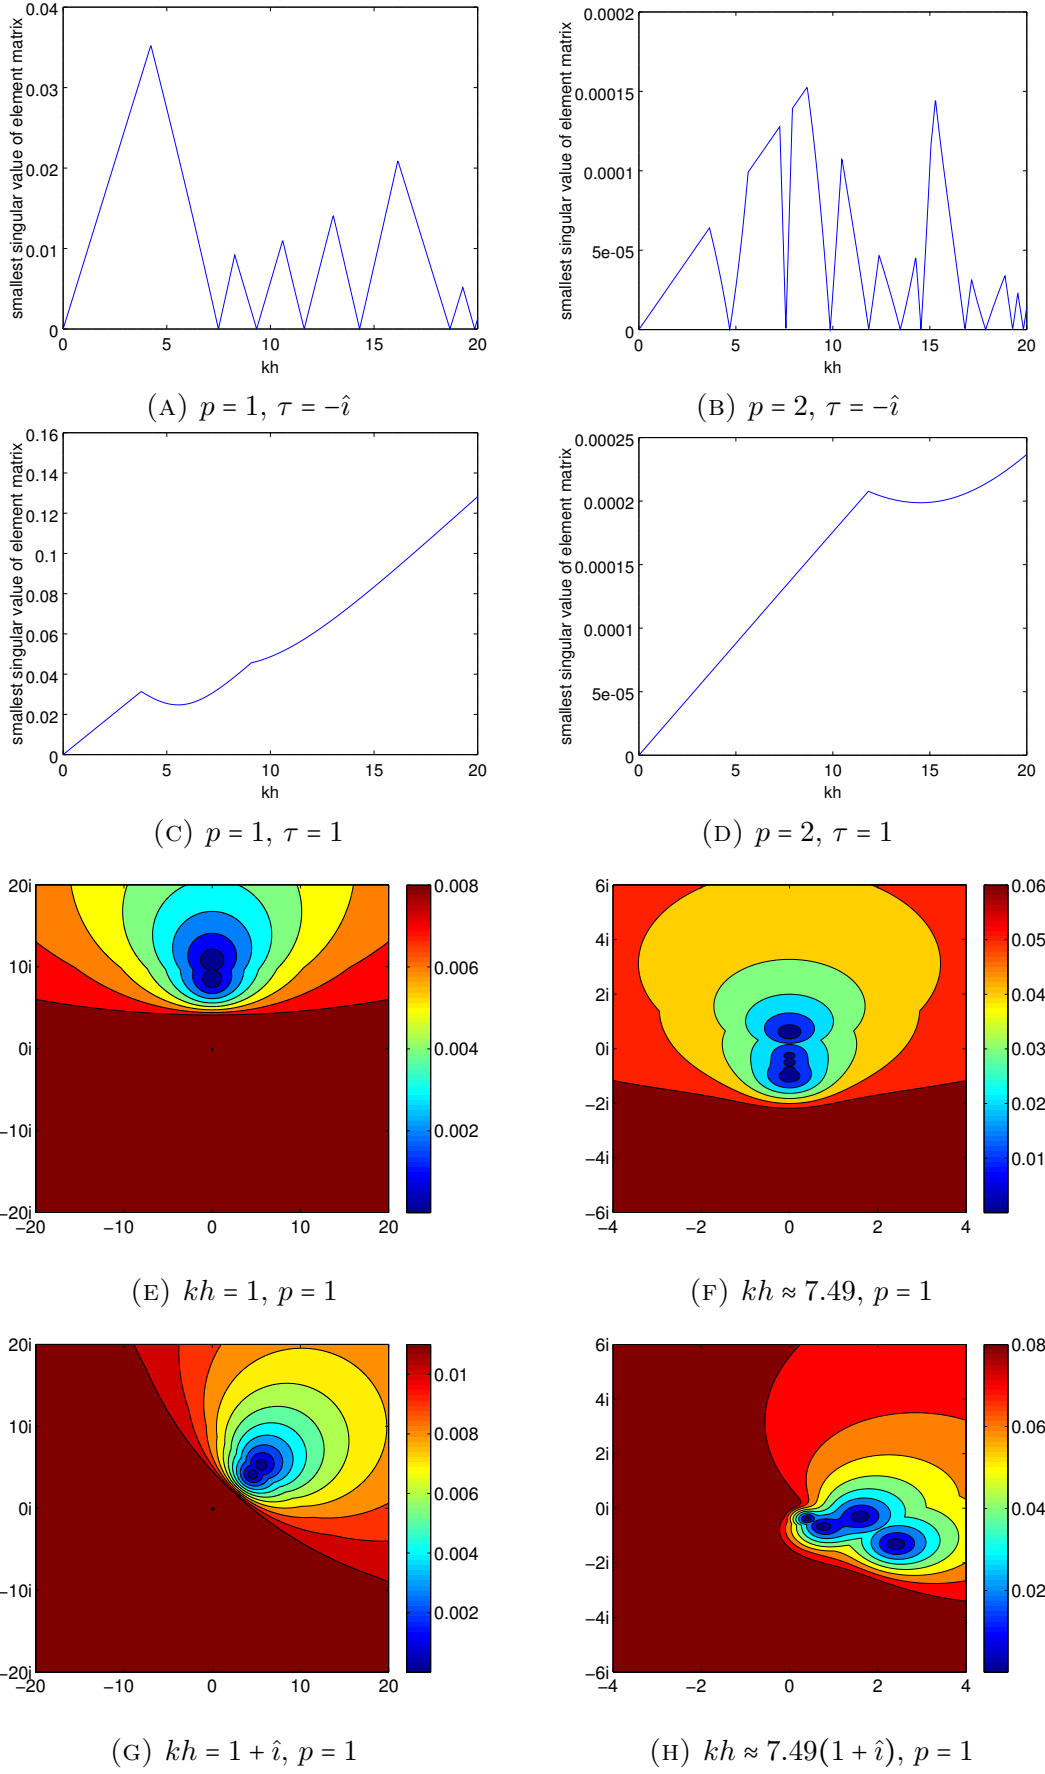 smallest singular value of element matrix
0.04
0.03
0.02
0.01
0
0 5 10 15 20
kh
(A) p = 1, τ = −î
smallest singular value of element matrix
0.0002
0.00015
0.0001
5e-05
0
0 5 10 15 20
kh
(B) p = 2, τ = −î
smallest singular value of element matrix
0.16
0.14
0.12
0.1
0.08
0.06
0.04
0.02
0
0 5 10 15 20
kh
(C) p = 1, τ = 1
smallest singular value of element matrix
0.00025
0.0002
0.00015
0.0001
5e-05
0
0 5 10 15 20
kh
(D) p = 2, τ = 1
20i
10i
0i
−10i
−20i
−20 −10 0 10 20
0.008
0.006
0.004
0.002
(E) kh = 1, p = 1
6i
4i
2i
0i
−2i
−4i
−6i
−4 −2 0 2 4
0.06
0.05
0.04
0.03
0.02
0.01
(F) kh ≈ 7.49, p = 1
20i
10i
0i
−10i
−20i
−20 −10 0 10 20
0.01
0.008
0.006
0.004
0.002
(G) kh = 1 + î, p = 1
6i
4i
2i
0i
−2i
−4i
−6i
−4 −2 0 2 4
0.08
0.06
0.04
0.02
(H) kh ≈ 7.49(1 + î), p = 1